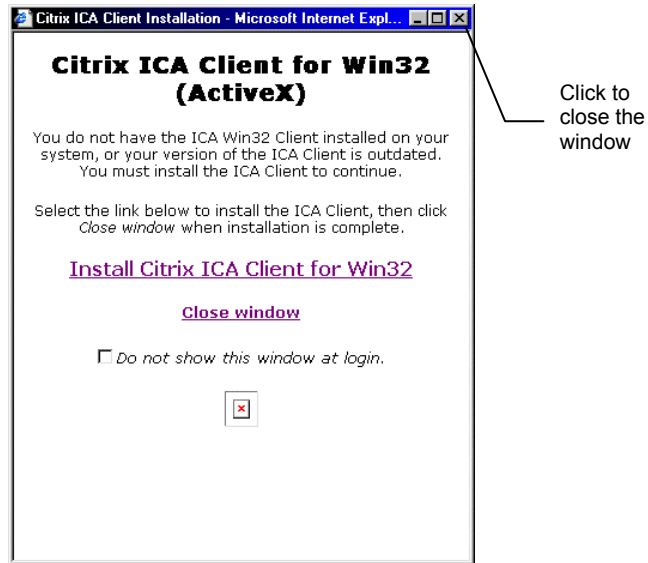 Citrix ICA Client Installation - Microsoft Internet Expl...
Citrix ICA Client for Win32
(ActiveX)
You do not have the ICA Win32 Client installed on your
system, or your version of the ICA Client is outdated.
You must install the ICA Client to continue.
Select the link below to install the ICA Client, then click
Close window when installation is complete.
Install Citrix ICA Client for Win32
Close window
Do not show this window at login.
Click to
close the
window